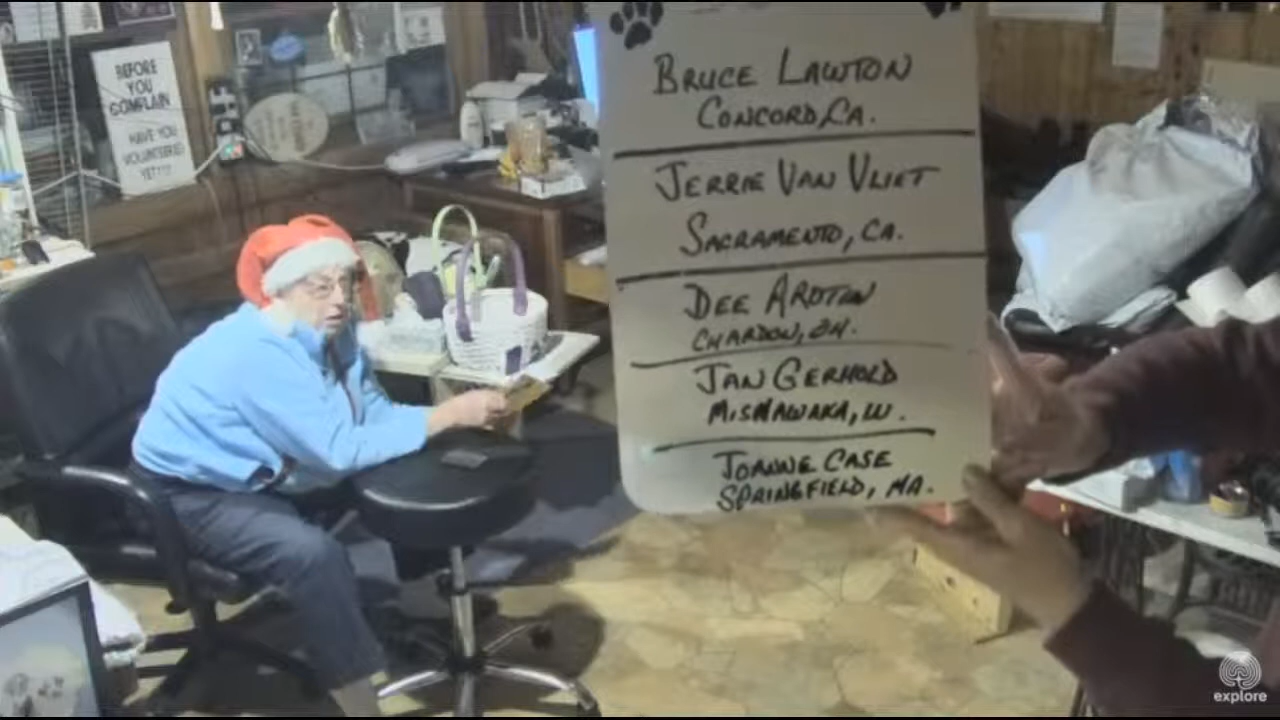 BEFORE
YOU
COMPLAIN
HAVE YOU
VOLUNTEERED
YET???
BRUCE LAWTON
CONCORD, CA.
JERRIE VAN VLIET
SACRAMENTO, CA.
DEE AROTIN
CHARDON, OH.
JAN GERHOLD
MISHAWAKA, IN.
JOANNE CASE
SPRINGFIELD, MA.
explore